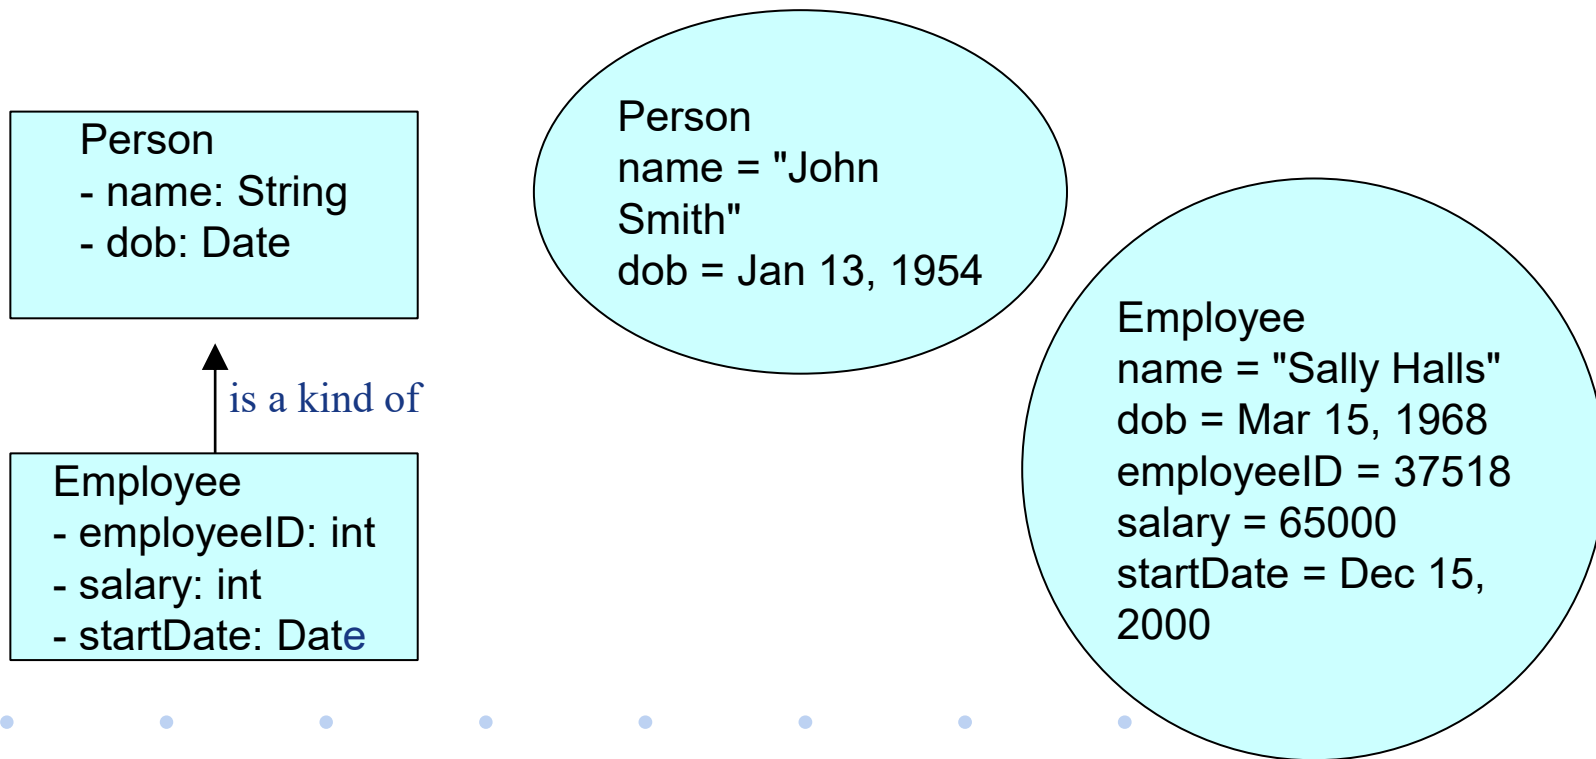 Person
- name: String
- dob: Date
is a kind of
Employee
- employeeID: int
- salary: int
- startDate: Date
Person
name = "John
Smith"
dob = Jan 13, 1954
Employee
name = "Sally Halls"
dob = Mar 15, 1968
employeeID = 37518
salary = 65000
startDate = Dec 15,
2000